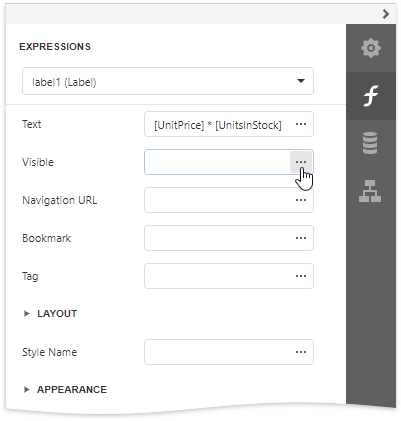 EXPRESSIONS
label1 (Label)
Text [UnitPrice] * [UnitsInStock] ...
Visible ...
Navigation URL ...
Bookmark ...
Tag ...
LAYOUT
Style Name ...
APPEARANCE